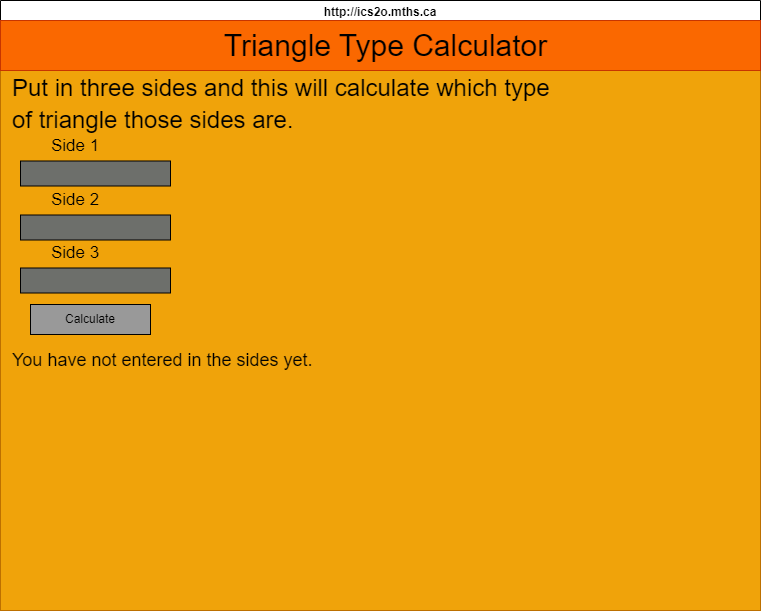 http://ics2o.mths.ca
Triangle Type Calculator
Put in three sides and this will calculate which type
of triangle those sides are.
Side 1
Side 2
Side 3
Calculate
You have not entered in the sides yet.